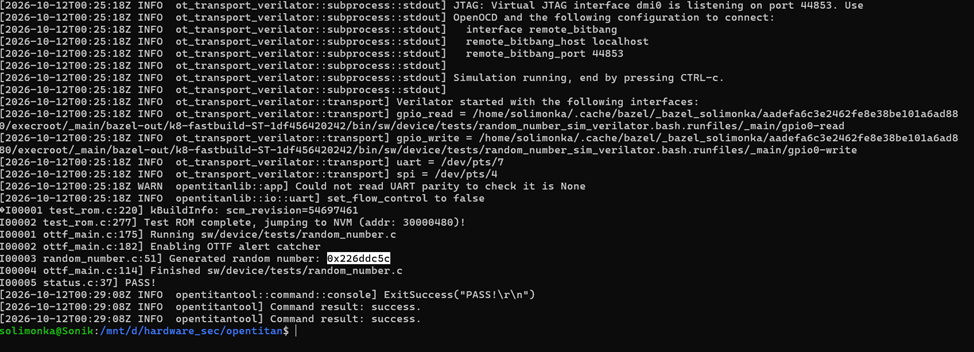 [2026-10-12T00:25:18Z INFO  ot_transport_verilator::subprocess::stdout] JTAG: Virtual JTAG interface dmi0 is listening on port 44853. Use
[2026-10-12T00:25:18Z INFO  ot_transport_verilator::subprocess::stdout] OpenOCD and the following configuration to connect:
[2026-10-12T00:25:18Z INFO  ot_transport_verilator::subprocess::stdout]   interface remote_bitbang
[2026-10-12T00:25:18Z INFO  ot_transport_verilator::subprocess::stdout]   remote_bitbang_host localhost
[2026-10-12T00:25:18Z INFO  ot_transport_verilator::subprocess::stdout]   remote_bitbang_port 44853
[2026-10-12T00:25:18Z INFO  ot_transport_verilator::subprocess::stdout]
[2026-10-12T00:25:18Z INFO  ot_transport_verilator::subprocess::stdout] Simulation running, end by pressing CTRL-c.
[2026-10-12T00:25:18Z INFO  ot_transport_verilator::subprocess::stdout]
[2026-10-12T00:25:18Z INFO  ot_transport_verilator::transport] Verilator started with the following interfaces:
[2026-10-12T00:25:18Z INFO  ot_transport_verilator::transport] gpio_read = /home/solimonka/.cache/bazel/_bazel_solimonka/aadefa6c3e2462fe8e38be101a6ad88
0/execroot/_main/bazel-out/k8-fastbuild-ST-1df456420242/bin/sw/device/tests/random_number_sim_verilator.bash.runfiles/_main/gpio0-read
[2026-10-12T00:25:18Z INFO  ot_transport_verilator::transport] gpio_write = /home/solimonka/.cache/bazel/_bazel_solimonka/aadefa6c3e2462fe8e38be101a6ad8
80/execroot/_main/bazel-out/k8-fastbuild-ST-1df456420242/bin/sw/device/tests/random_number_sim_verilator.bash.runfiles/_main/gpio0-write
[2026-10-12T00:25:18Z INFO  ot_transport_verilator::transport] uart = /dev/pts/7
[2026-10-12T00:25:18Z INFO  ot_transport_verilator::transport] spi = /dev/pts/4
[2026-10-12T00:25:18Z WARN  opentitanlib::app] Could not read UART parity to check it is None
[2026-10-12T00:25:18Z INFO  opentitanlib::io::uart] set_flow_control to false
�I00001 test_rom.c:220] kBuildInfo: scm_revision=54697461
I00002 test_rom.c:277] Test ROM complete, jumping to NVM (addr: 30000480)!
I00001 ottf_main.c:175] Running sw/device/tests/random_number.c
I00002 ottf_main.c:182] Enabling OTTF alert catcher
I00003 random_number.c:51] Generated random number: 0x226ddc5c
I00004 ottf_main.c:114] Finished sw/device/tests/random_number.c
I00005 status.c:37] PASS!
[2026-10-12T00:29:08Z INFO  opentitantool::command::console] ExitSuccess("PASS!\r\n")
[2026-10-12T00:29:08Z INFO  opentitantool] Command result: success.
[2026-10-12T00:29:08Z INFO  opentitantool] Command result: success.
solimonka@Sonik:/mnt/d/hardware_sec/opentitan$